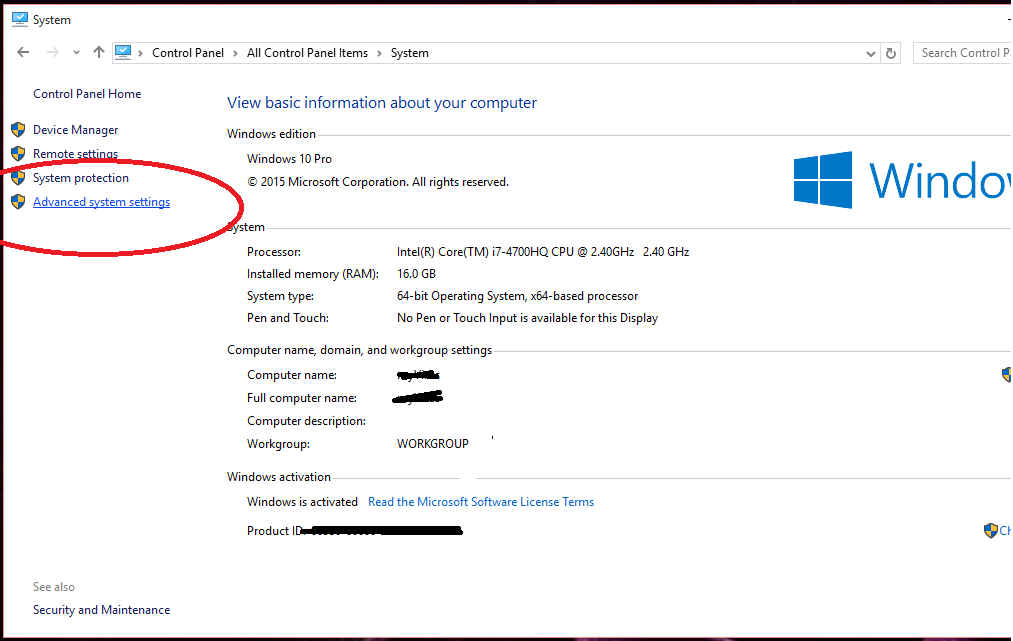 System
Control Panel > All Control Panel Items > System
Search Control P
Control Panel Home
Device Manager
Remote settings
System protection
Advanced system settings
View basic information about your computer
Windows edition
Windows 10 Pro
© 2015 Microsoft Corporation. All rights reserved.
Windo
System
Processor: Intel(R) Core(TM) i7-4700HQ CPU @ 2.40GHz 2.40 GHz
Installed memory (RAM): 16.0 GB
System type: 64-bit Operating System, x64-based processor
Pen and Touch: No Pen or Touch Input is available for this Display
Computer name, domain, and workgroup settings
Computer name:
Full computer name:
Computer description:
Workgroup: WORKGROUP
Windows activation
Windows is activated Read the Microsoft Software License Terms
Product ID:
Ch
See also
Security and Maintenance